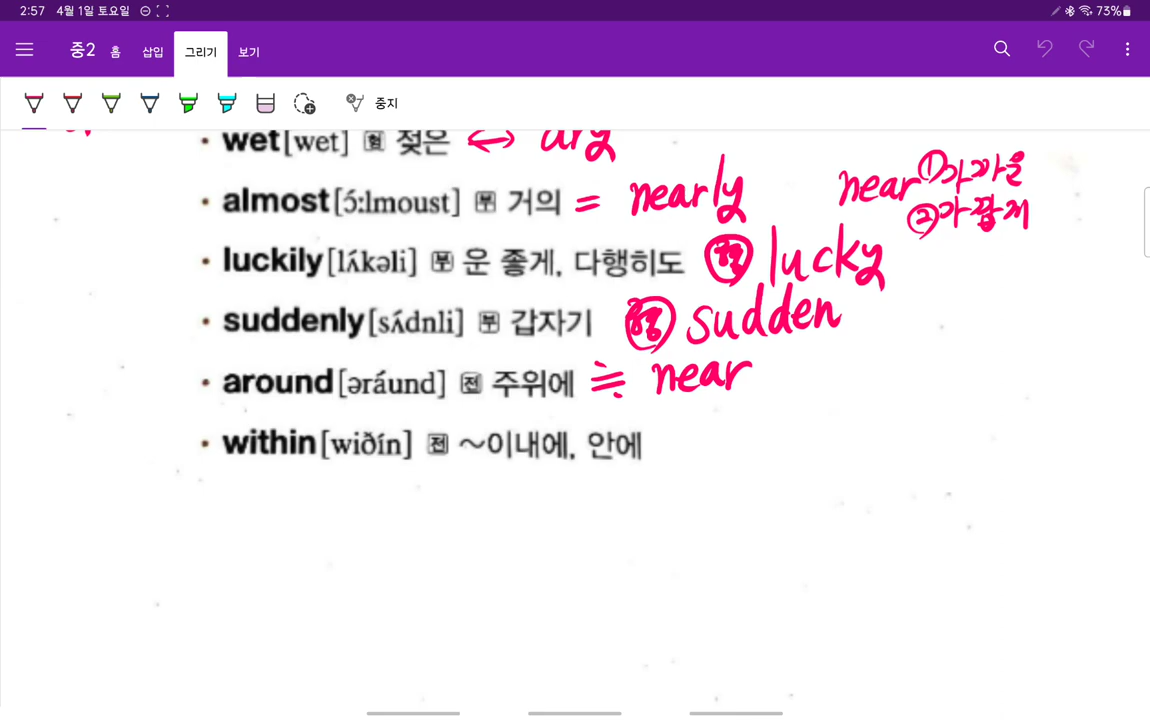 2:57 4월 1일 토요일 73%
중2 홈 삽입 그리기 보기
중지
wet[wet] 형 젖은 ↔ dry
almost[ɔ́ːlmoust] 부 거의 = nearly near ①가까운
②가깝게
luckily[lʌ́kəli] 부 운 좋게, 다행히도 형 lucky
suddenly[sʌ́dnli] 부 갑자기 형 sudden
around[əráund] 전 주위에 ≒ near
within[wiðín] 전 ~이내에, 안에